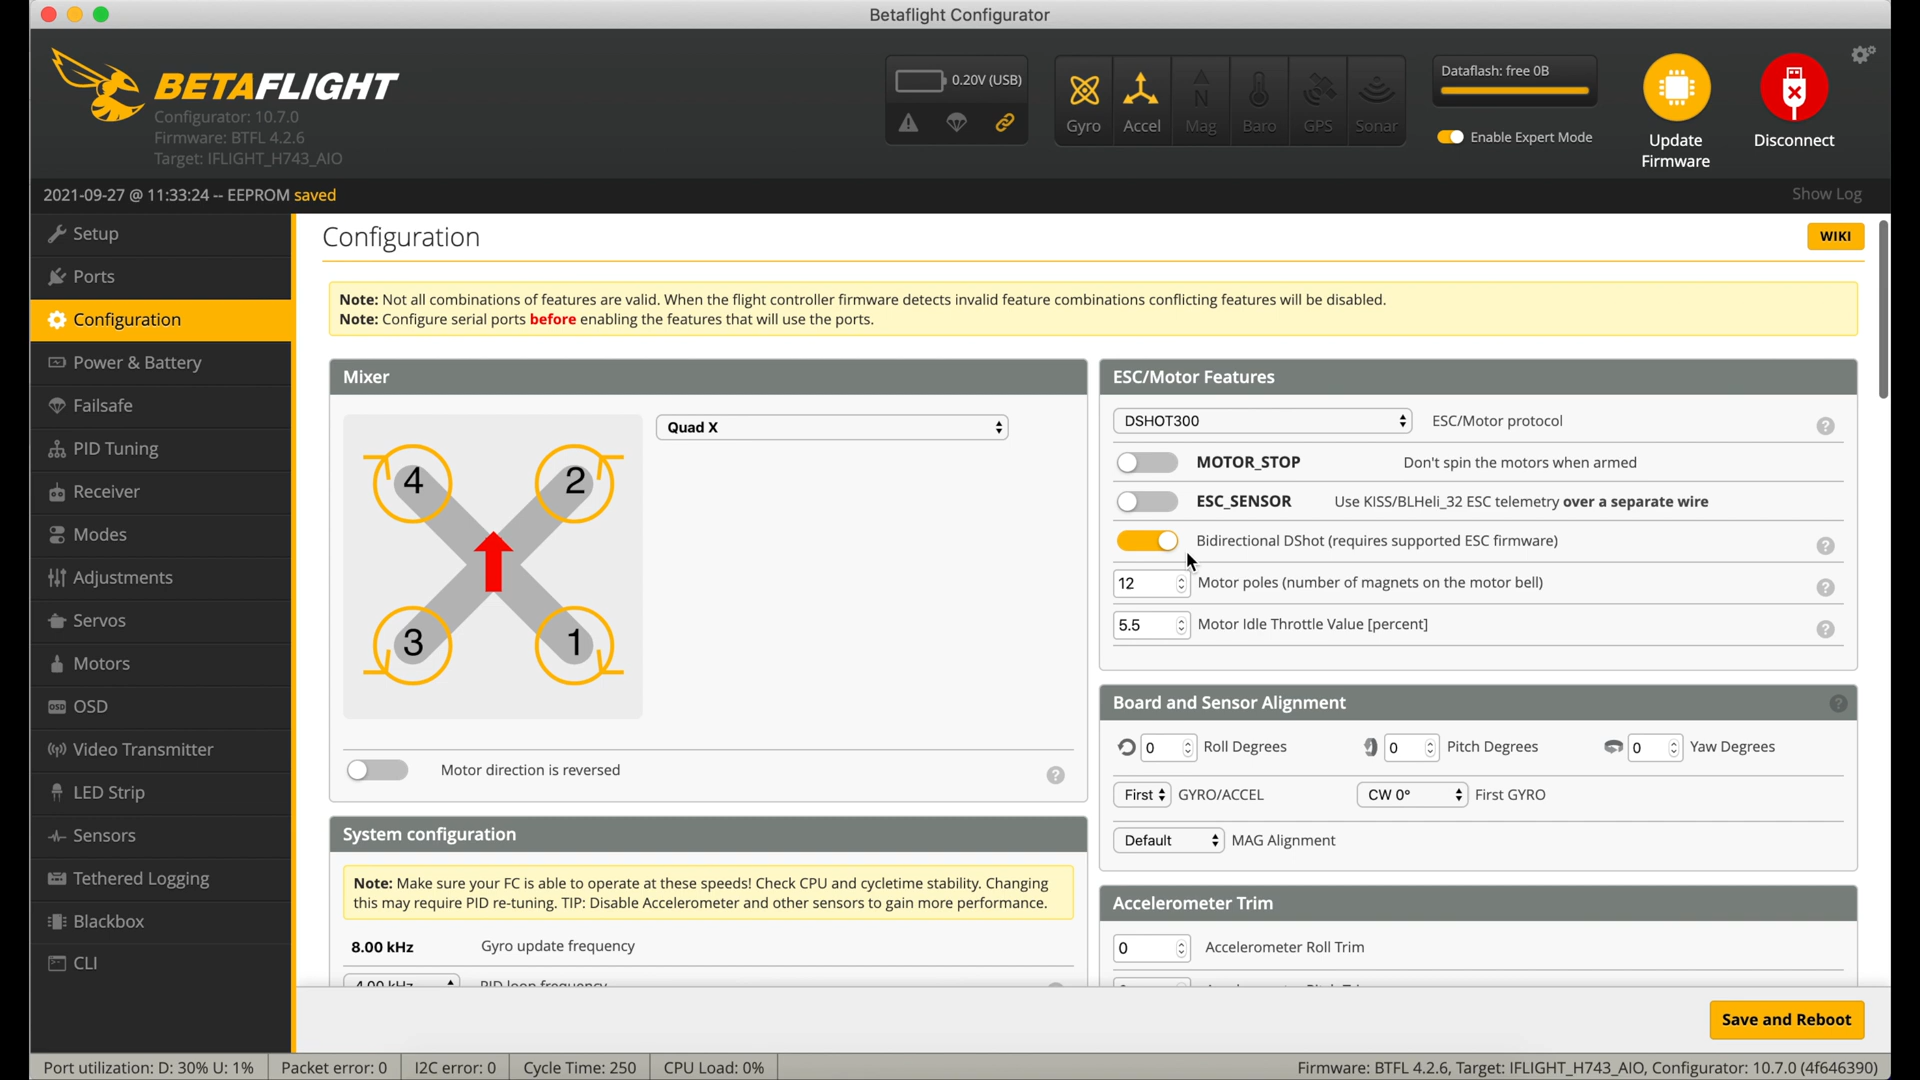 Betaflight Configurator
BETAFLIGHT
Configurator: 10.7.0
Firmware: BTFL 4.2.6
Target: IFLIGHT_H743_AIO
0.20V (USB)
Gyro
Accel
Mag
Baro
GPS
Sonar
Dataflash: free 0B
Enable Expert Mode
Update
Firmware
Disconnect
2021-09-27 @ 11:33:24 -- EEPROM saved
Show Log
Setup
Ports
Configuration
Power & Battery
Failsafe
PID Tuning
Receiver
Modes
Adjustments
Servos
Motors
OSD
Video Transmitter
LED Strip
Sensors
Tethered Logging
Blackbox
CLI
Configuration
WIKI
Note: Not all combinations of features are valid. When the flight controller firmware detects invalid feature combinations conflicting features will be disabled.
Note: Configure serial ports before enabling the features that will use the ports.
Mixer
Quad X
4
2
3
1
Motor direction is reversed
System configuration
Note: Make sure your FC is able to operate at these speeds! Check CPU and cycletime stability. Changing
this may require PID re-tuning. TIP: Disable Accelerometer and other sensors to gain more performance.
8.00 kHz Gyro update frequency
4.00 kHz PID loop frequency
ESC/Motor Features
DSHOT300 ESC/Motor protocol
MOTOR_STOP Don't spin the motors when armed
ESC_SENSOR Use KISS/BLHeli_32 ESC telemetry over a separate wire
Bidirectional DShot (requires supported ESC firmware)
12 Motor poles (number of magnets on the motor bell)
5.5 Motor Idle Throttle Value [percent]
Board and Sensor Alignment
0 Roll Degrees 0 Pitch Degrees 0 Yaw Degrees
First GYRO/ACCEL CW 0° First GYRO
Default MAG Alignment
Accelerometer Trim
0 Accelerometer Roll Trim
Save and Reboot
Port utilization: D: 30% U: 1% Packet error: 0 I2C error: 0 Cycle Time: 250 CPU Load: 0%
Firmware: BTFL 4.2.6, Target: IFLIGHT_H743_AIO, Configurator: 10.7.0 (4f646390)